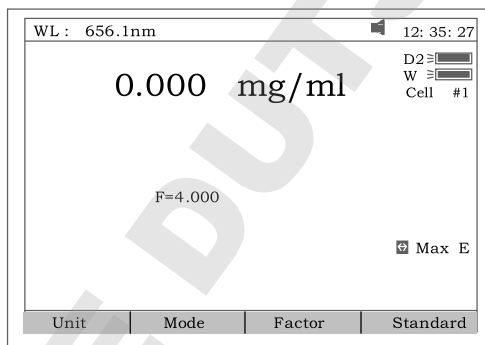 WL: 656.1nm 12: 35: 27
D2
W
Cell #1
0.000 mg/ml
F=4.000
Max E
Unit Mode Factor Standard